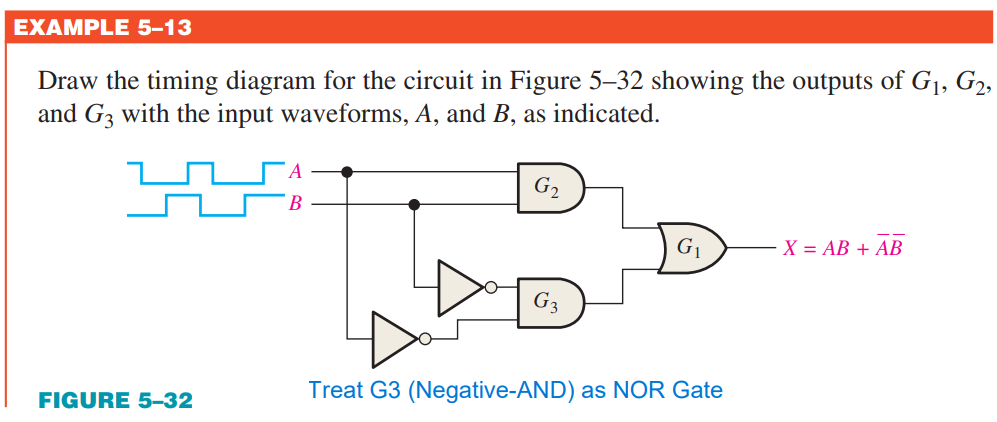 EXAMPLE 5–13
Draw the timing diagram for the circuit in Figure 5–32 showing the outputs of G₁, G₂,
and G₃ with the input waveforms, A, and B, as indicated.
A
B
G₂
G₁
X = AB + A̅B̅
G₃
Treat G3 (Negative-AND) as NOR Gate
FIGURE 5–32